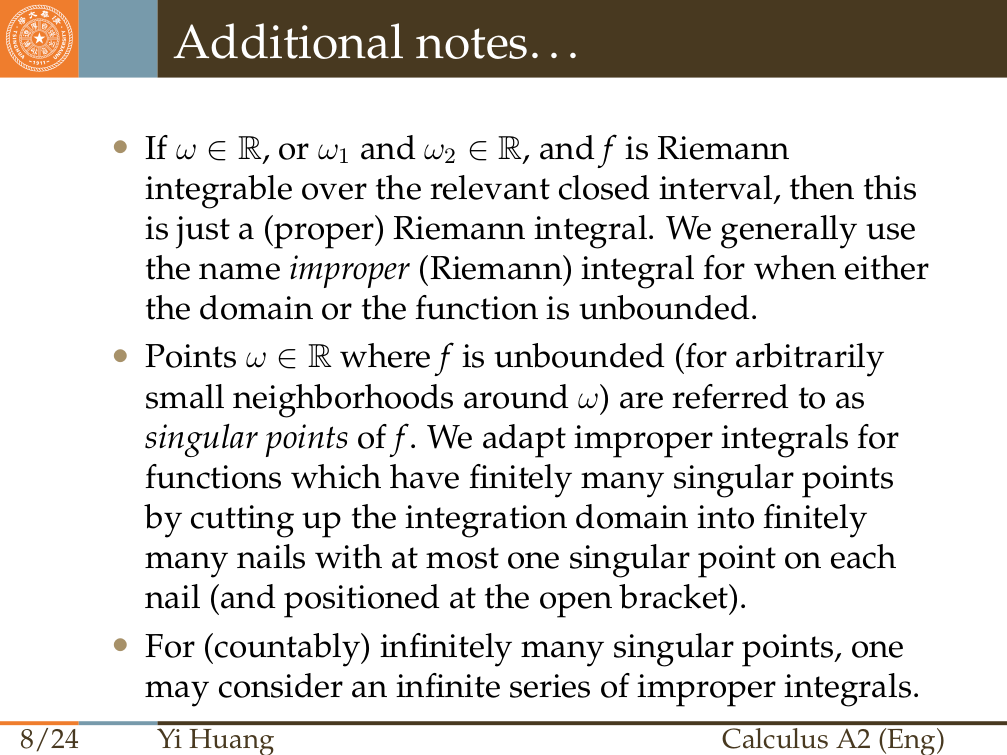 Additional notes. . .
• If ω ∈ ℝ, or ω₁ and ω₂ ∈ ℝ, and f is Riemann
integrable over the relevant closed interval, then this
is just a (proper) Riemann integral. We generally use
the name improper (Riemann) integral for when either
the domain or the function is unbounded.
• Points ω ∈ ℝ where f is unbounded (for arbitrarily
small neighborhoods around ω) are referred to as
singular points of f. We adapt improper integrals for
functions which have finitely many singular points
by cutting up the integration domain into finitely
many nails with at most one singular point on each
nail (and positioned at the open bracket).
• For (countably) infinitely many singular points, one
may consider an infinite series of improper integrals.
8/24 Yi Huang Calculus A2 (Eng)